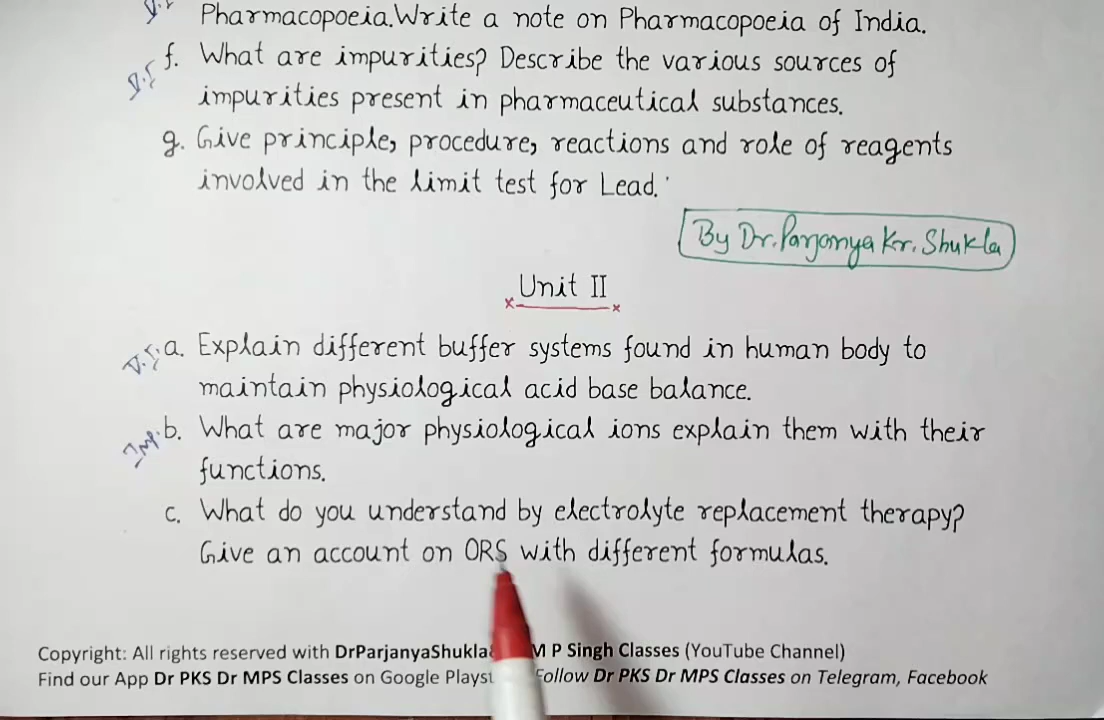 Pharmacopoeia.Write a note on Pharmacopoeia of India.
f. What are impurities? Describe the various sources of
impurities present in pharmaceutical substances.
g. Give principle, procedure, reactions and role of reagents
involved in the limit test for Lead.
By Dr. Parjanya Kr. Shukla
Unit II
a. Explain different buffer systems found in human body to
maintain physiological acid base balance.
Imp. b. What are major physiological ions explain them with their
functions.
c. What do you understand by electrolyte replacement therapy?
Give an account on ORS with different formulas.
Copyright: All rights reserved with DrParjanyaShukla M P Singh Classes (YouTube Channel)
Find our App Dr PKS Dr MPS Classes on Google Follow Dr PKS Dr MPS Classes on Telegram, Facebook